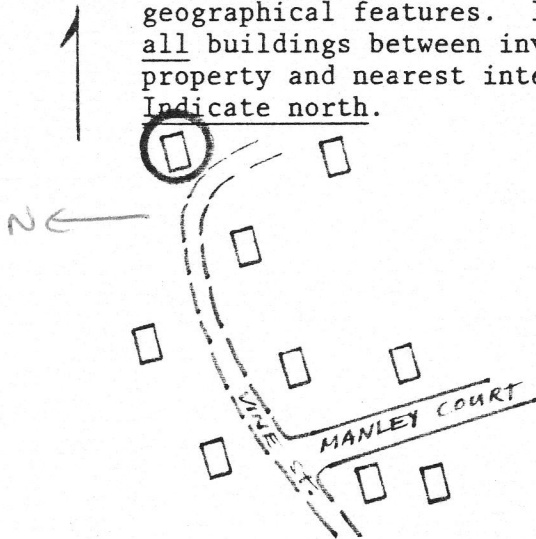 geographical features.
all buildings between inv
property and nearest inte
Indicate north.
N
VINE ST.
MANLEY COURT